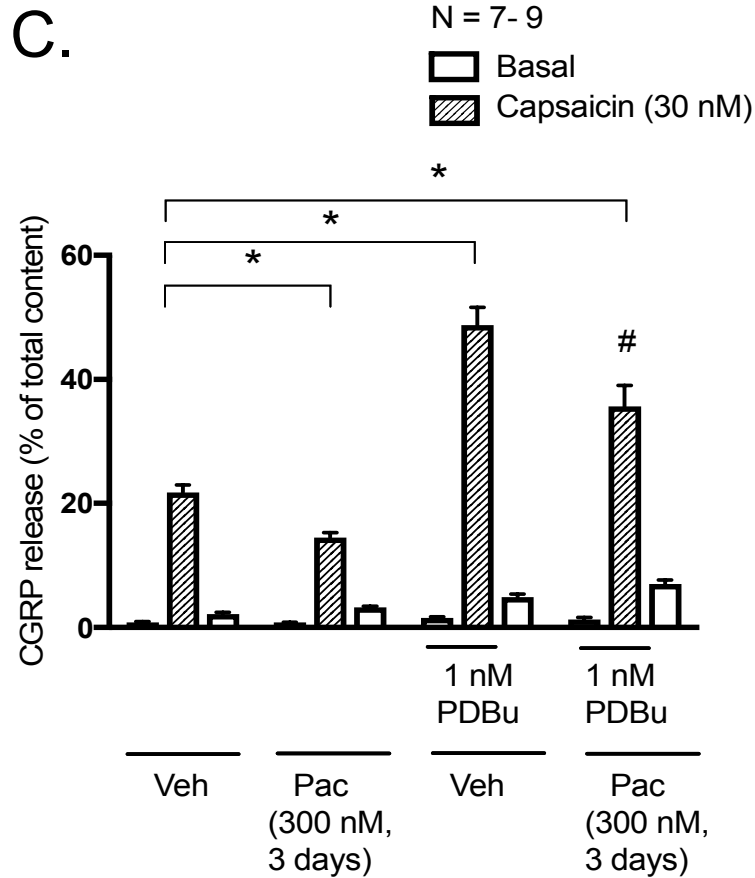 C.
N = 7- 9
Basal
Capsaicin (30 nM)
*
*
*
#
CGRP release (% of total content)
60
40
20
0
1 nM
PDBu
1 nM
PDBu
Veh
Pac
(300 nM,
3 days)
Veh
Pac
(300 nM,
3 days)